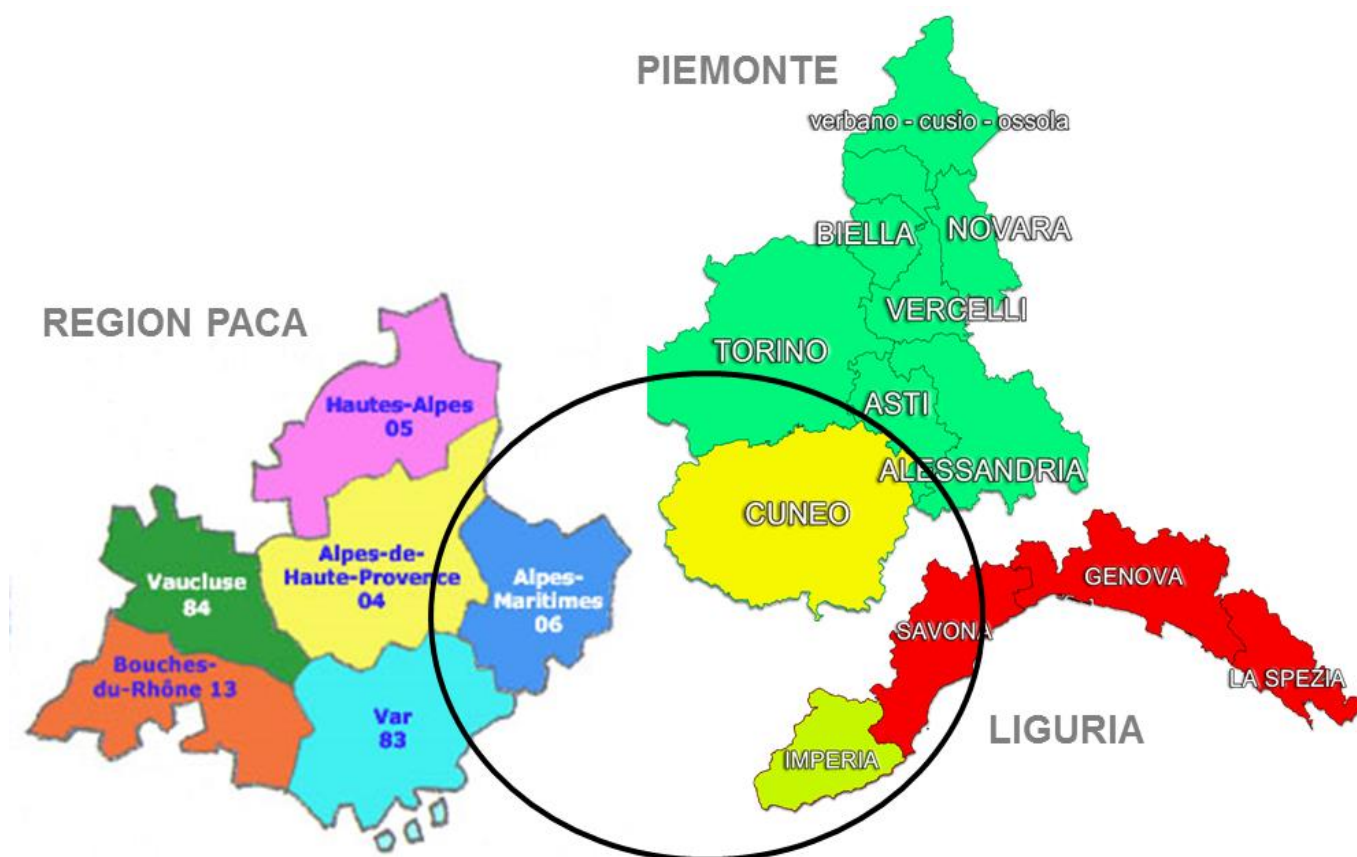 PIEMONTE
verbano - cusio - ossola
BIELLA
NOVARA
VERCELLI
REGION PACA
TORINO
Hautes-Alpes
05
ASTI
ALESSANDRIA
CUNEO
Alpes-de-
Haute-Provence
04
Vaucluse
84
Alpes-
Maritimes
06
GENOVA
SAVONA
Bouches-
du-Rhône 13
LA SPEZIA
Var
83
LIGURIA
IMPERIA